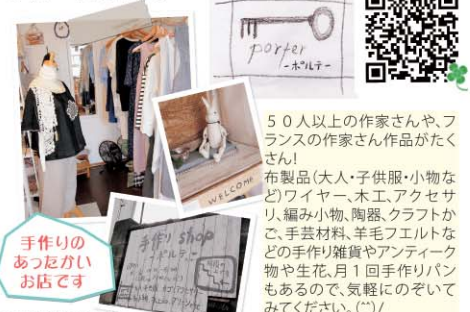 porter
-ポルテ-
WELCOME
手作り shop
-ポルテ-
手作りの
あったかい
お店です
50人以上の作家さんや、フ
ランスの作家さん作品がたく
さん!
布製品(大人・子供服・小物な
ど)ワイヤー、木工、アクセサ
リ、編み小物、陶器、クラフトか
ご、手芸材料、羊毛フエルトな
どの手作り雑貨やアンティーク
物や生花、月1回手作りパン
もあるので、気軽にのぞいて
みてください。(^^)/